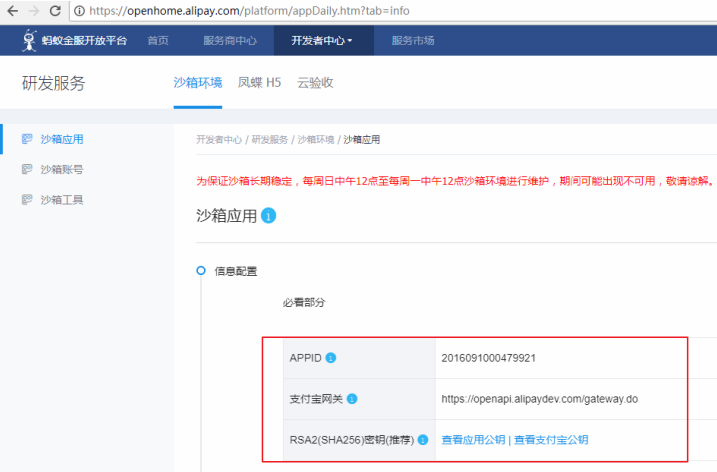 https://openhome.alipay.com/platform/appDaily.htm?tab=info
蚂蚁金服开放平台 首页 服务商中心 开发者中心 服务市场
研发服务 沙箱环境 凤蝶 H5 云验收
沙箱应用
沙箱账号
沙箱工具
开发者中心 / 研发服务 / 沙箱环境 / 沙箱应用
为保证沙箱长期稳定，每周日中午12点至每周一中午12点沙箱环境进行维护，期间可能出现不可用，敬请谅解。
沙箱应用
信息配置
必看部分
APPID 2016091000479921
支付宝网关 https://openapi.alipaydev.com/gateway.do
RSA2(SHA256)密钥(推荐) 查看应用公钥 | 查看支付宝公钥